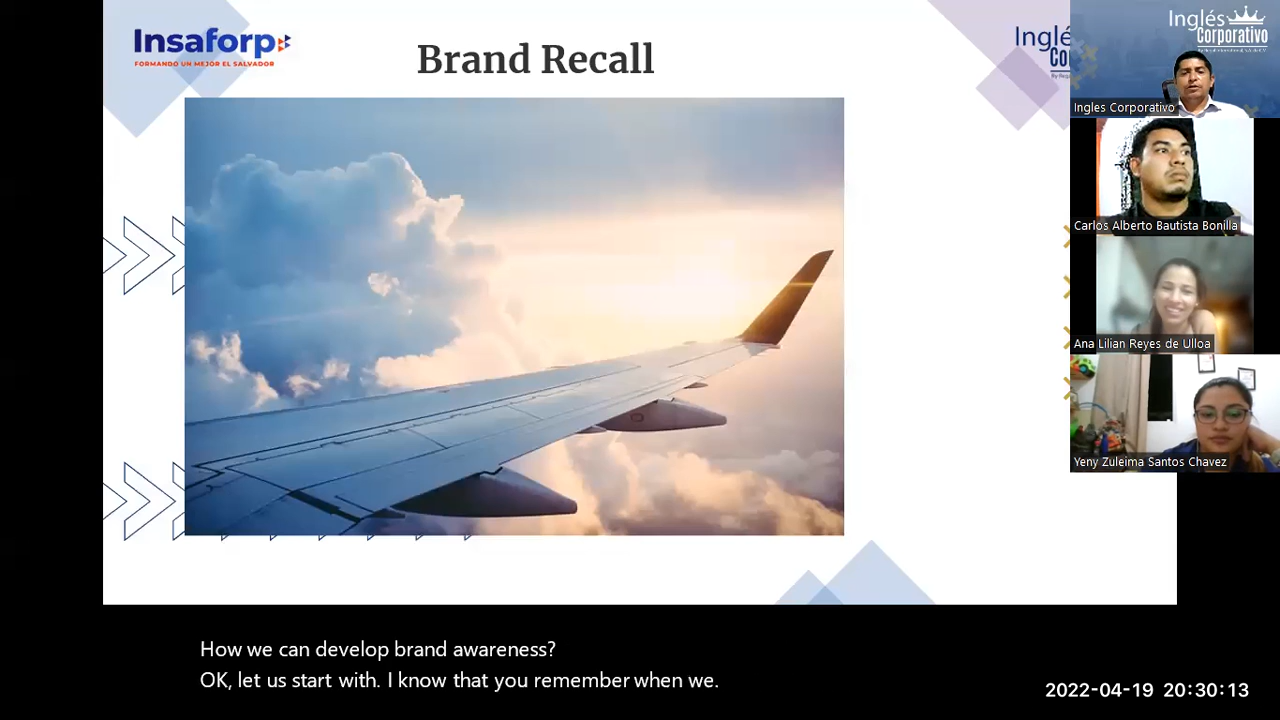 Insaforp
FORMANDO UN MEJOR EL SALVADOR
Brand Recall
Inglés
Corporativo
Ingles Corporativo
Carlos Alberto Bautista Bonilla
Ana Lilian Reyes de Ulloa
Yeny Zuleima Santos Chavez
How we can develop brand awareness?
OK, let us start with. I know that you remember when we.
2022-04-19 20:30:13